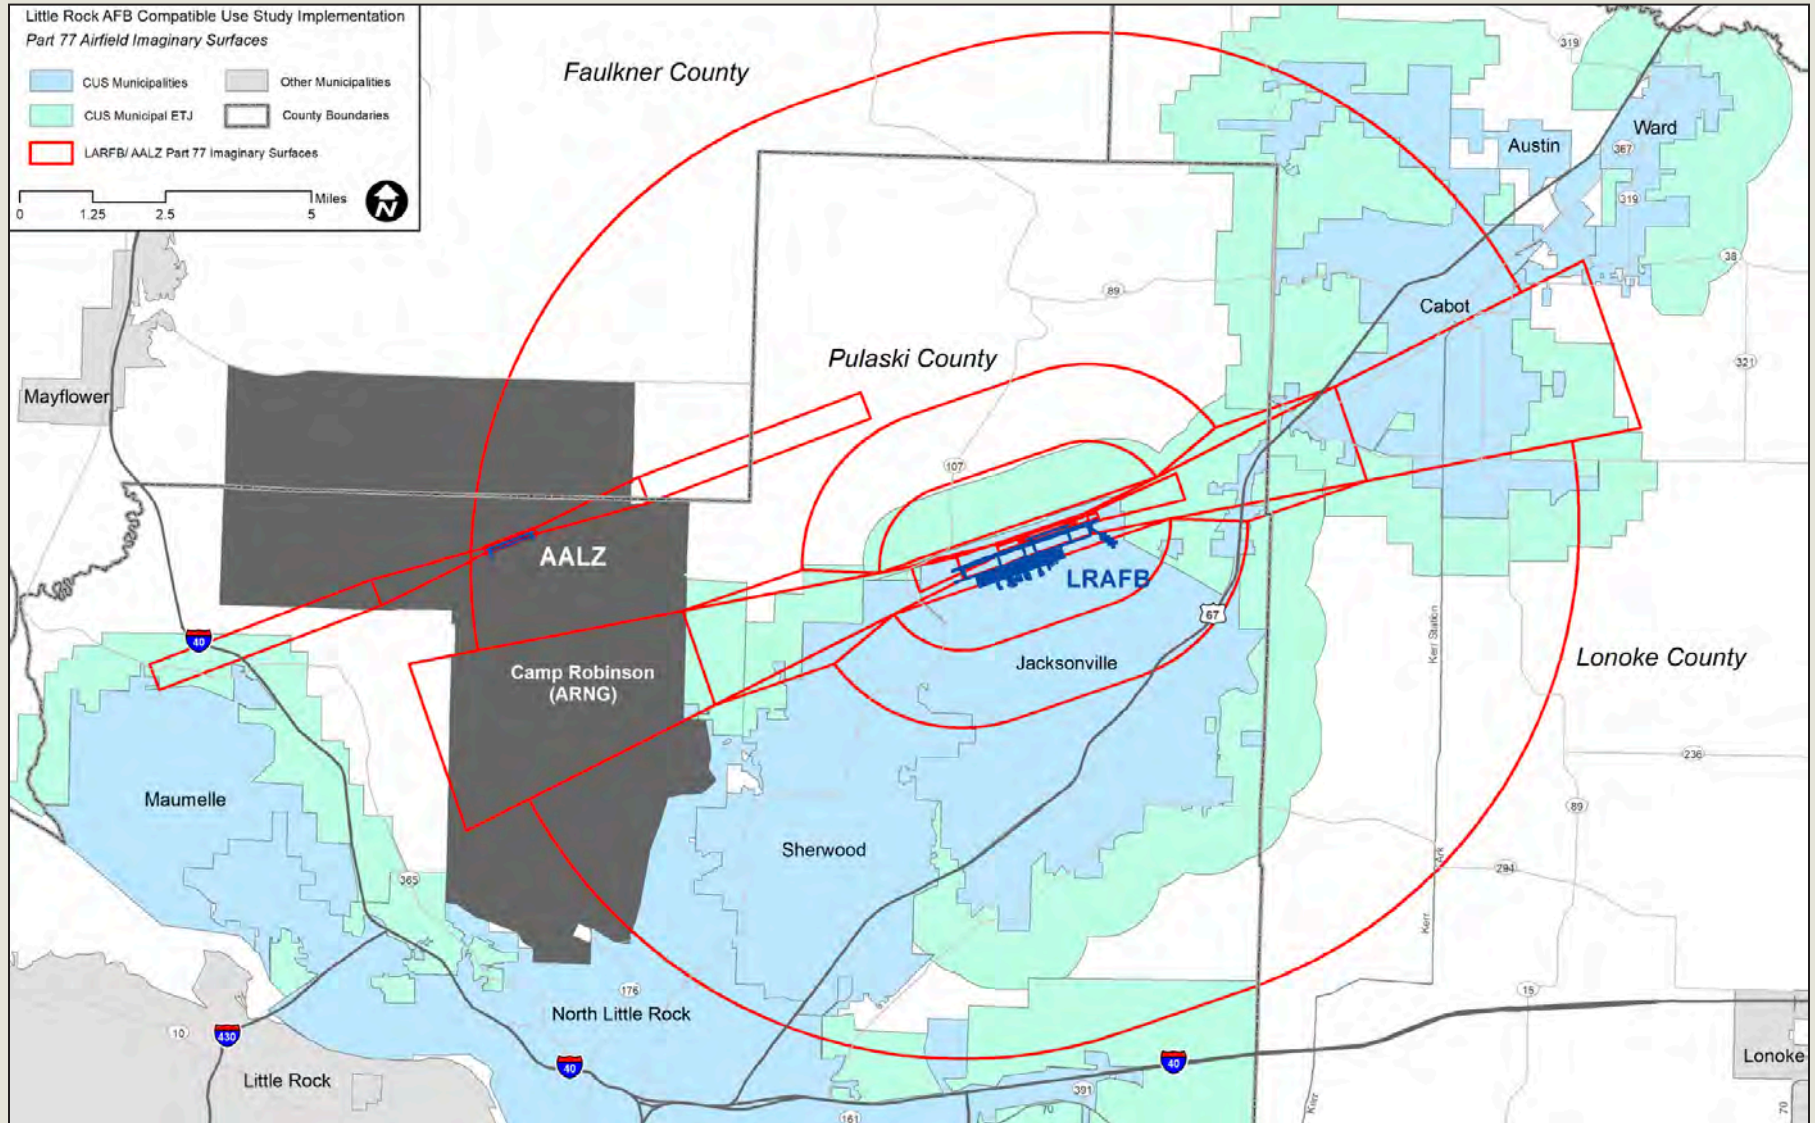 Little Rock AFB Compatible Use Study Implementation
Part 77 Airfield Imaginary Surfaces
CUS Municipalities
Other Municipalities
CUS Municipal ETJ
County Boundaries
LARFB/ AALZ Part 77 Imaginary Surfaces
0 1.25 2.5 5 Miles
N
Faulkner County
319
Ward
Austin
367
319
38
89
Cabot
Pulaski County
321
Mayflower
107
AALZ
LRAFB
67
40
Kerr Station
Jacksonville
Lonoke County
Camp Robinson
(ARNG)
236
Maumelle
89
Sherwood
Ark
294
365
Kerr
15
176
North Little Rock
10
430
Lonoke
40
40
Little Rock
391
Kerr
70
70
161